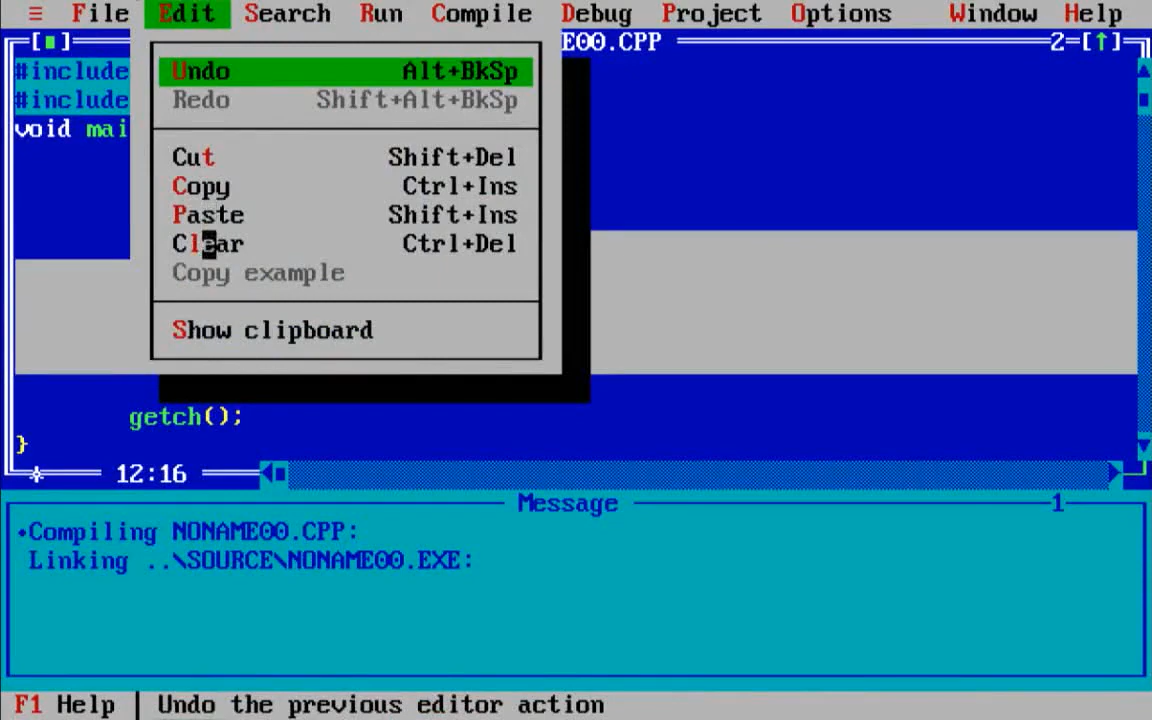 ≡ File Edit Search Run Compile Debug Project Options Window Help
[■] E00.CPP 2=[↑]
#include
#include
void mai
Undo Alt+BkSp
Redo Shift+Alt+BkSp
Cut Shift+Del
Copy Ctrl+Ins
Paste Shift+Ins
Clear Ctrl+Del
Copy example
Show clipboard
getch();
}
12:16
Message 1
•Compiling NONAME00.CPP:
Linking ..\SOURCE\NONAME00.EXE:
F1 Help | Undo the previous editor action